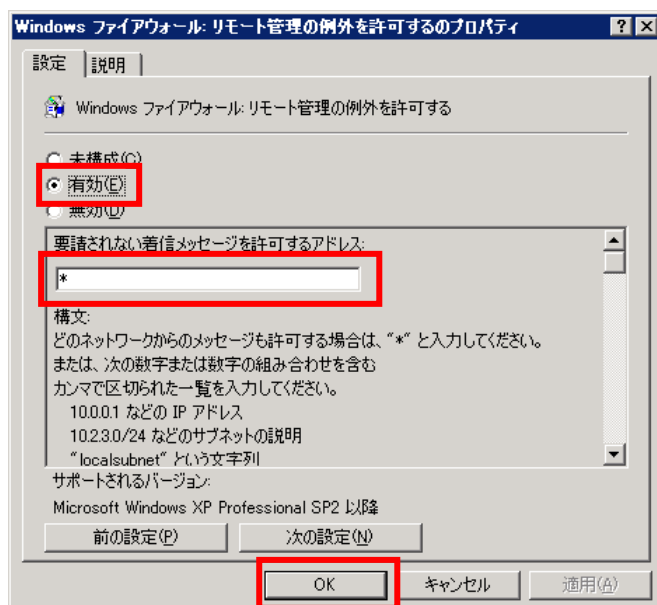 Windows ファイアウォール: リモート管理の例外を許可するのプロパティ
設定 説明
Windows ファイアウォール: リモート管理の例外を許可する
未構成(C)
有効(E)
無効(D)
要請されない着信メッセージを許可するアドレス:
*
構文:
どのネットワークからのメッセージも許可する場合は、"*" と入力してください。
または、次の数字または数字の組み合わせを含む
カンマで区切られた一覧を入力してください。
10.0.0.1 などの IP アドレス
10.2.3.0/24 などのサブネットの説明
"localsubnet" という文字列
サポートされるバージョン:
Microsoft Windows XP Professional SP2 以降
前の設定(P) 次の設定(N)
OK キャンセル 適用(A)